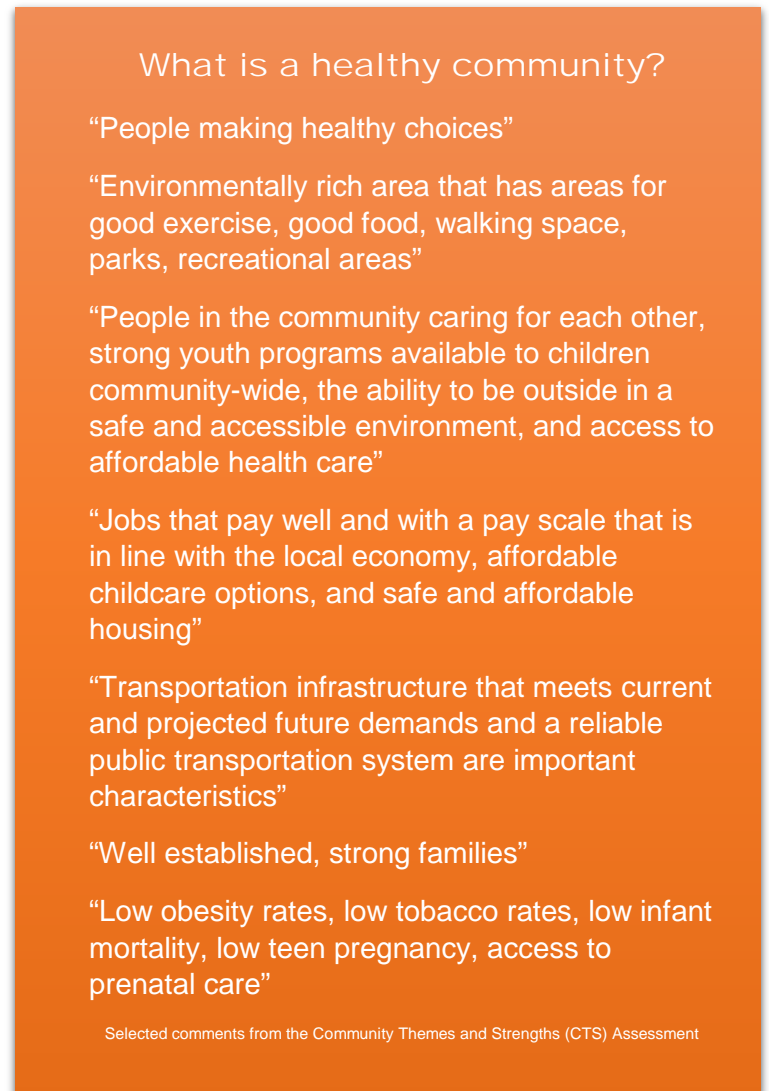 What is a healthy community?
“People making healthy choices”
“Environmentally rich area that has areas for
good exercise, good food, walking space,
parks, recreational areas”
“People in the community caring for each other,
strong youth programs available to children
community-wide, the ability to be outside in a
safe and accessible environment, and access to
affordable health care”
“Jobs that pay well and with a pay scale that is
in line with the local economy, affordable
childcare options, and safe and affordable
housing”
“Transportation infrastructure that meets current
and projected future demands and a reliable
public transportation system are important
characteristics”
“Well established, strong families”
“Low obesity rates, low tobacco rates, low infant
mortality, low teen pregnancy, access to
prenatal care”
Selected comments from the Community Themes and Strengths (CTS) Assessment